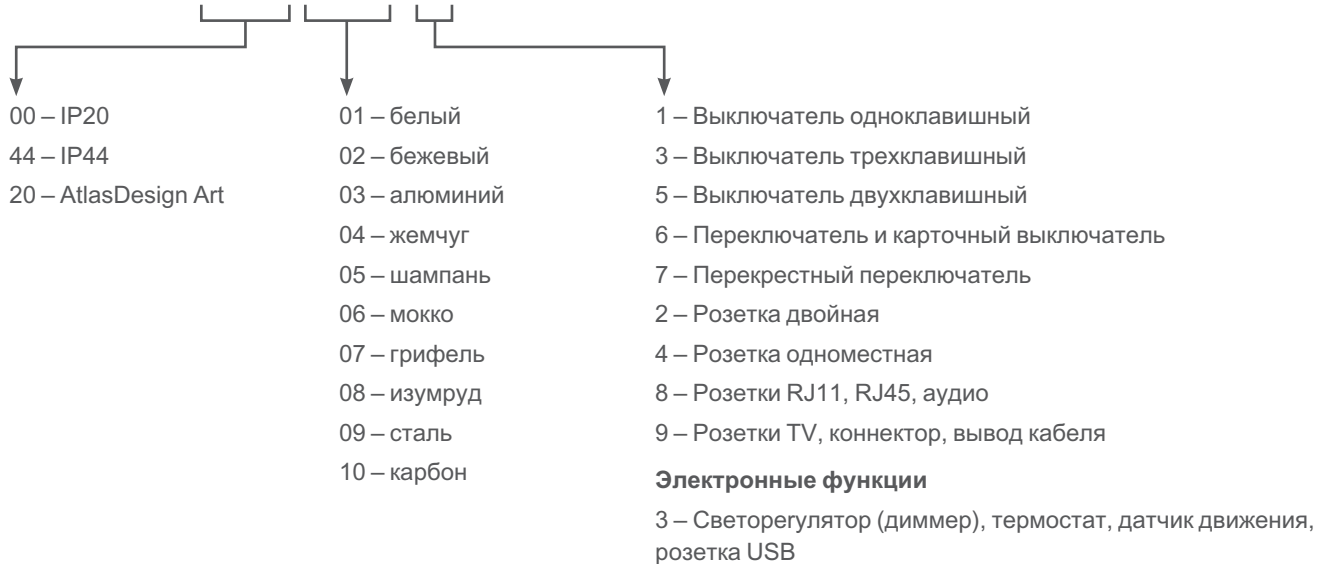 00 – IP20
44 – IP44
20 – AtlasDesign Art
01 – белый
02 – бежевый
03 – алюминий
04 – жемчуг
05 – шампань
06 – мокко
07 – грифель
08 – изумруд
09 – сталь
10 – карбон
1 – Выключатель одноклавишный
3 – Выключатель трехклавишный
5 – Выключатель двухклавишный
6 – Переключатель и карточный выключатель
7 – Перекрестный переключатель
2 – Розетка двойная
4 – Розетка одноместная
8 – Розетки RJ11, RJ45, аудио
9 – Розетки TV, коннектор, вывод кабеля
Электронные функции
3 – Светорегулятор (диммер), термостат, датчик движения,
розетка USB